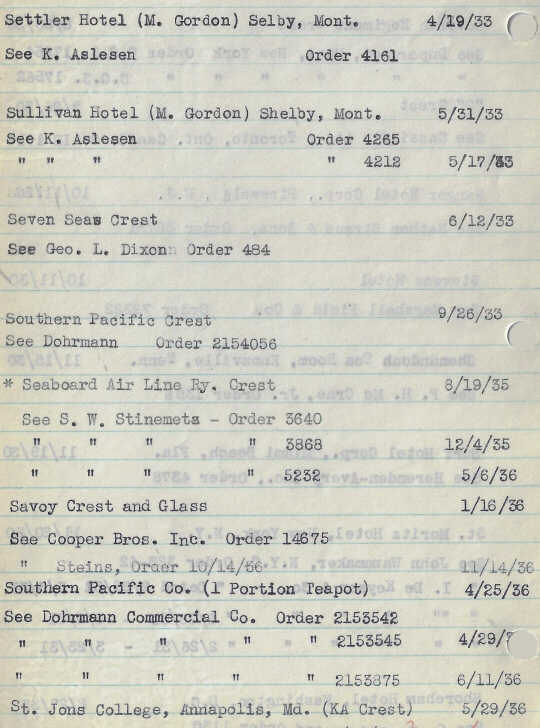 Settler Hotel (M. Gordon) Selby, Mont. 4/19/33
See K. Aslesen Order 4161
Sullivan Hotel (M. Gordon) Shelby, Mont. 5/31/33
See K. Aslesen Order 4265
" " " " 4212 5/17/33
Seven Seas Crest 6/12/33
See Geo. L. Dixon Order 484
Southern Pacific Crest 9/26/33
See Dohrmann Order 2154056
* Seaboard Air Line Ry. Crest 8/19/35
See S. W. Stinemets - Order 3640
" " " " 3868 12/4/35
" " " " 5232 5/6/36
Savoy Crest and Glass 1/16/36
See Cooper Bros. Inc. Order 14675
" Steins, Order 10/14/66 11/14/36
Southern Pacific Co. (1 Portion Teapot) 4/25/36
See Dohrmann Commercial Co. Order 2153542
" " " " " 2153545 4/29/
" " " " " 2153875 6/11/36
St. Jons College, Annapolis, Md. (KA Crest) 5/29/36